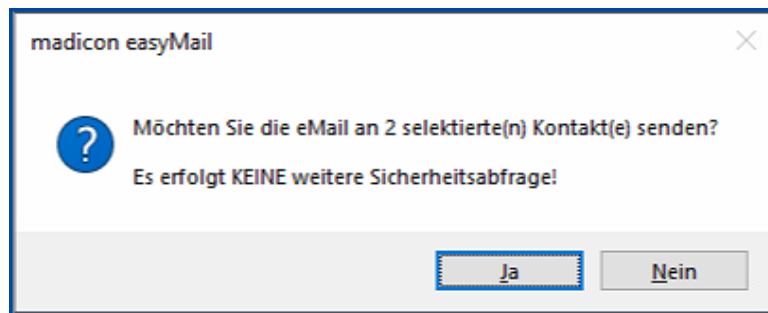 madicon easyMail
Möchten Sie die eMail an 2 selektierte(n) Kontakt(e) senden?
Es erfolgt KEINE weitere Sicherheitsabfrage!
Ja
Nein